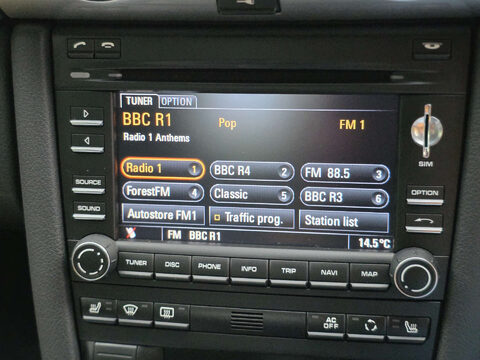 TUNER OPTION
BBC R1 Pop FM 1
Radio 1 Anthems
Radio 1 1 BBC R4 2 FM 88.5 3
ForestFM 4 Classic 5 BBC R3 6
Autostore FM1 Traffic prog. Station list
FM BBC R1 14.5°C
SIM
SOURCE
SOUND
OPTION
TUNER DISC PHONE INFO TRIP NAVI MAP
AC OFF